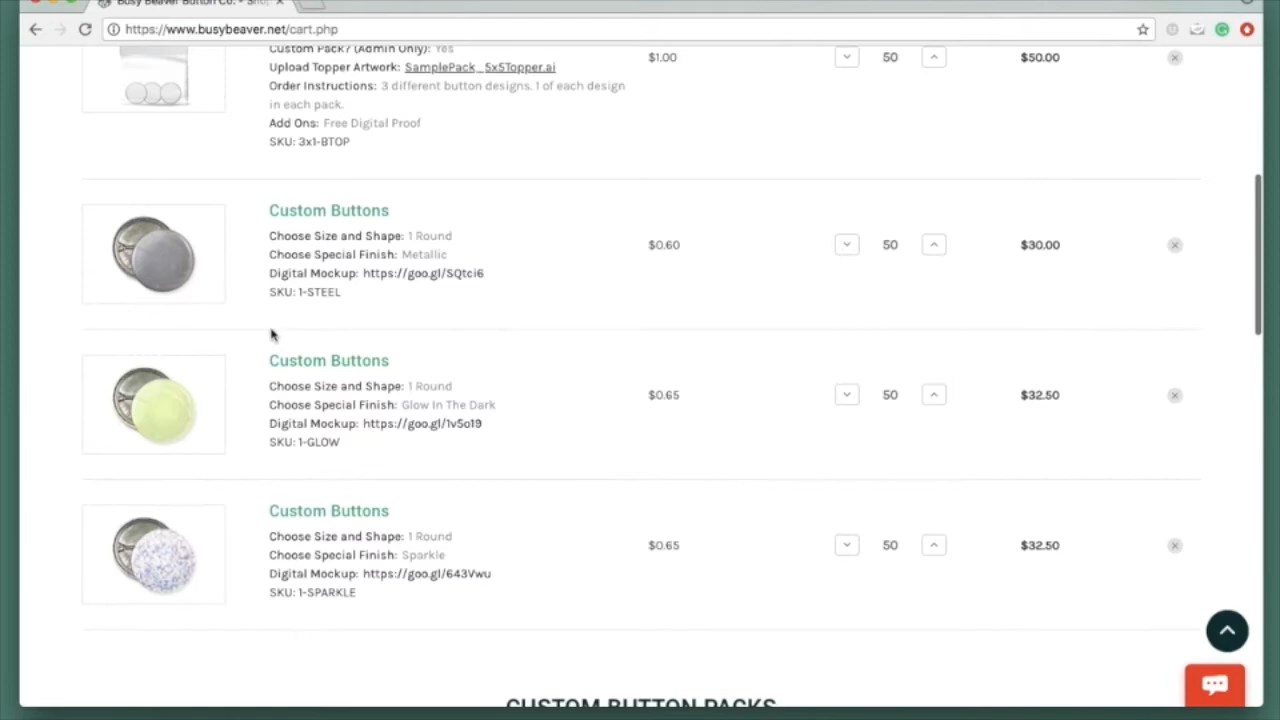 Busy Beaver Button Co. - Shop
https://www.busybeaver.net/cart.php
Custom Pack? (Admin Only): Yes
Upload Topper Artwork: SamplePack_5x5Topper.ai
Order Instructions: 3 different button designs. 1 of each design
in each pack.
Add Ons: Free Digital Proof
SKU: 3x1-BTOP
$1.00
50
$50.00
Custom Buttons
Choose Size and Shape: 1 Round
Choose Special Finish: Metallic
Digital Mockup: https://goo.gl/SQtci6
SKU: 1-STEEL
$0.60
50
$30.00
Custom Buttons
Choose Size and Shape: 1 Round
Choose Special Finish: Glow In The Dark
Digital Mockup: https://goo.gl/1v5o19
SKU: 1-GLOW
$0.65
50
$32.50
Custom Buttons
Choose Size and Shape: 1 Round
Choose Special Finish: Sparkle
Digital Mockup: https://goo.gl/643Vwu
SKU: 1-SPARKLE
$0.65
50
$32.50
CUSTOM BUTTON PACKS